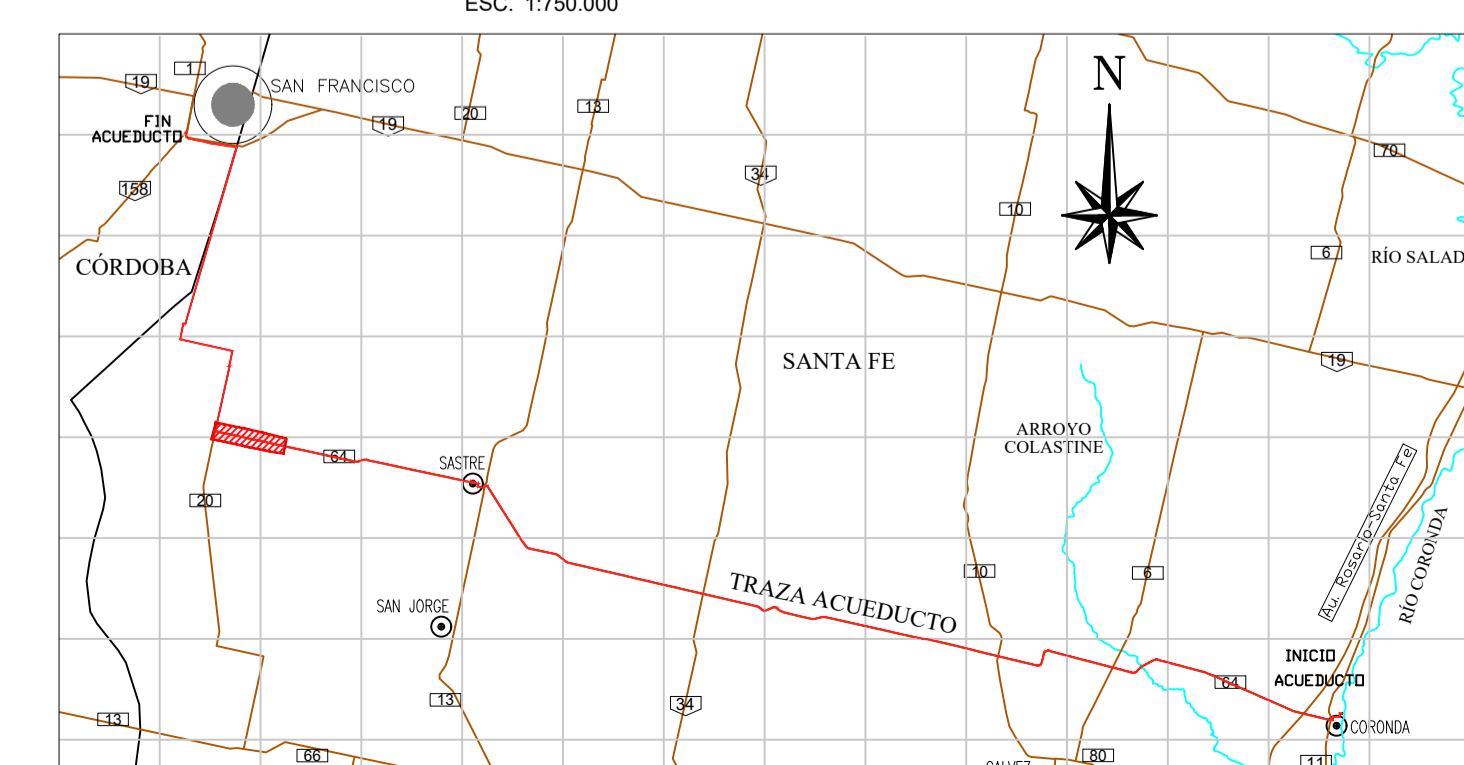 ESC. 1:750.000
1
19
SAN FRANCISCO
FIN
ACUEDUCTO
19
20
13
158
34
10
70
N
6
CÓRDOBA
RÍO SALAD
SANTA FE
19
ARROYO
COLASTINE
64
SASTRE
20
Au. Rosario-Santa Fe
RÍO CORONDA
10
6
TRAZA ACUEDUCTO
SAN JORGE
INICIO
ACUEDUCTO
64
13
34
13
CORONDA
66
80
11